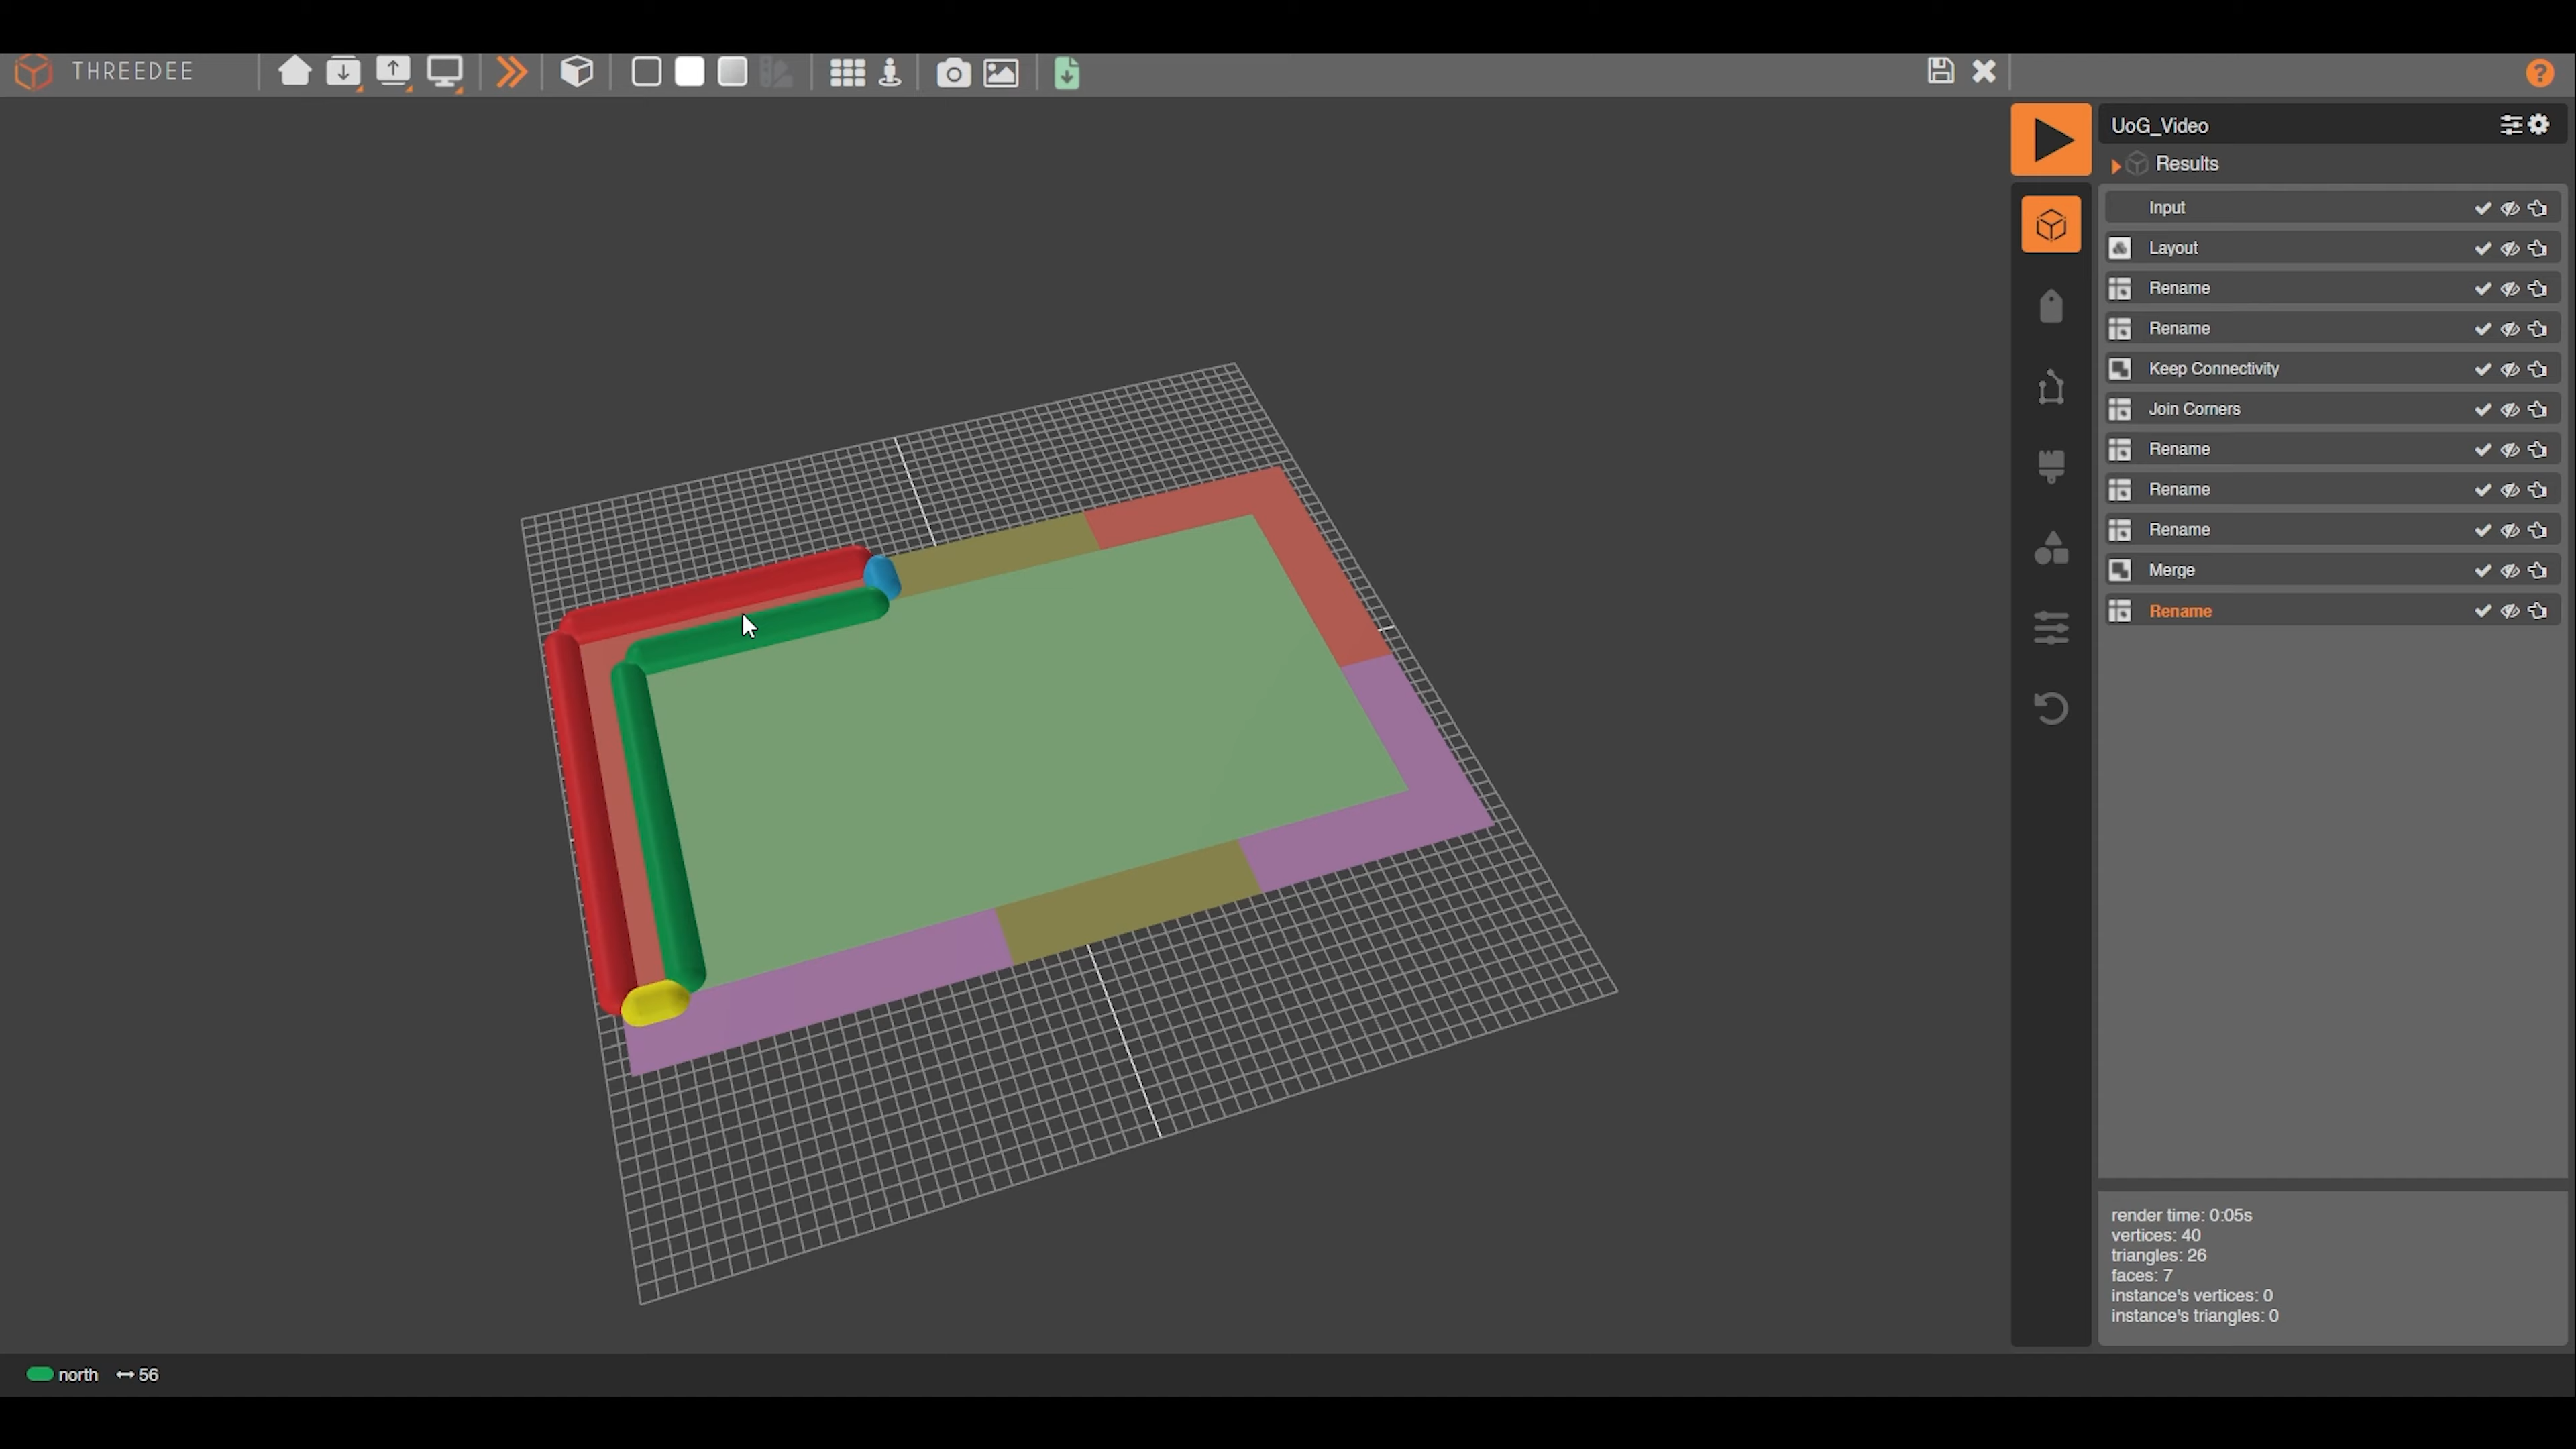 THREEDEE
?
UoG_Video
Results
Input
Layout
Rename
Rename
Keep Connectivity
Join Corners
Rename
Rename
Rename
Merge
Rename
render time: 0:05s
vertices: 40
triangles: 26
faces: 7
instance's vertices: 0
instance's triangles: 0
north 56